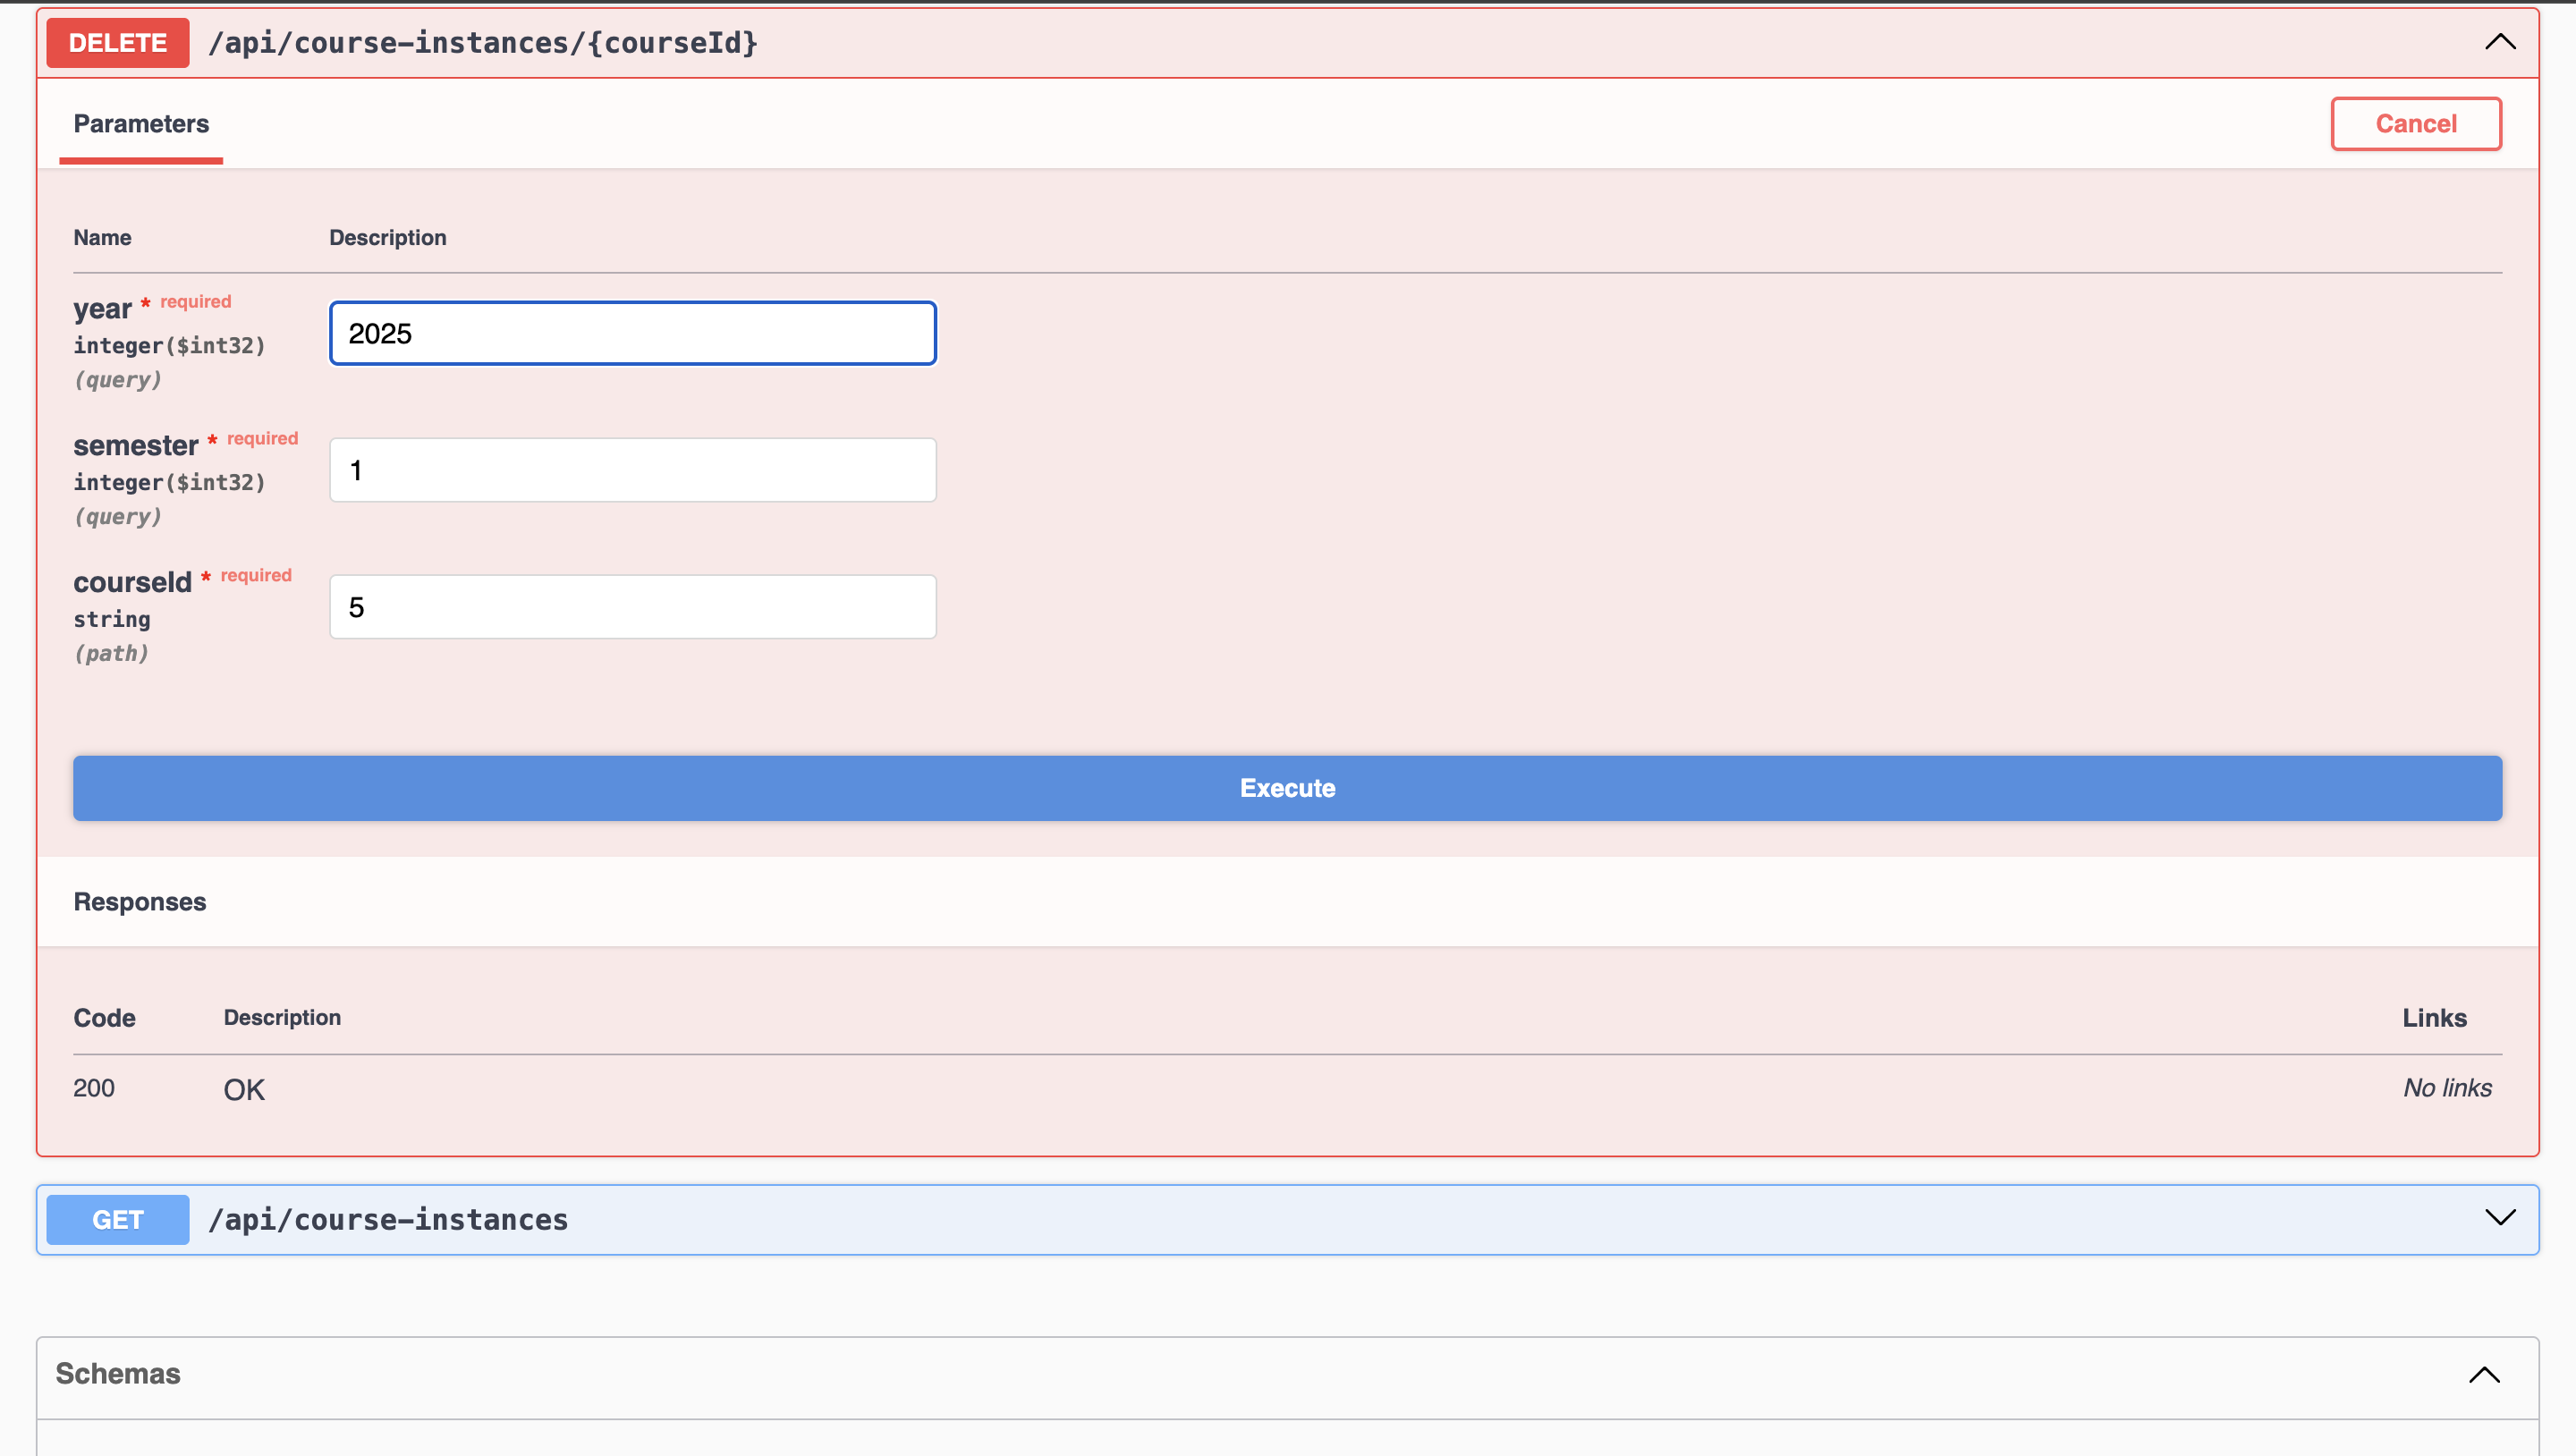 DELETE /api/course-instances/{courseId}
Parameters
Cancel
Name Description
year * required
integer($int32)
(query)
2025
semester * required
integer($int32)
(query)
1
courseId * required
string
(path)
5
Execute
Responses
Code Description Links
200 OK No links
GET /api/course-instances
Schemas